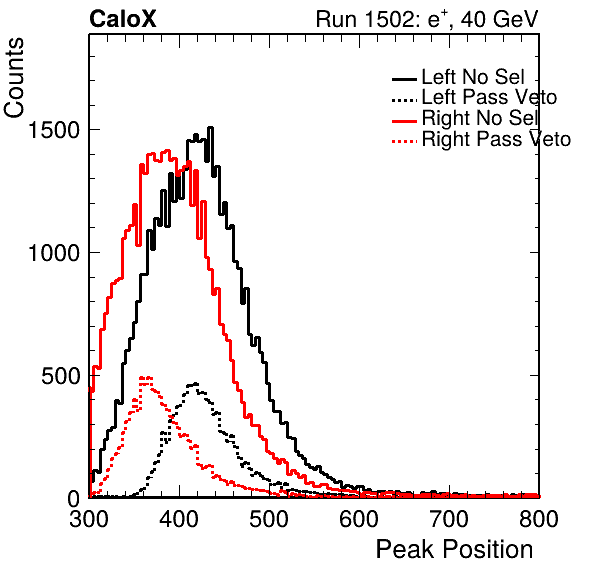 CaloX Run 1502: e+, 40 GeV
Counts
Left No Sel
Left Pass Veto
Right No Sel
Right Pass Veto
1500
1000
500
0
300 400 500 600 700 800
Peak Position